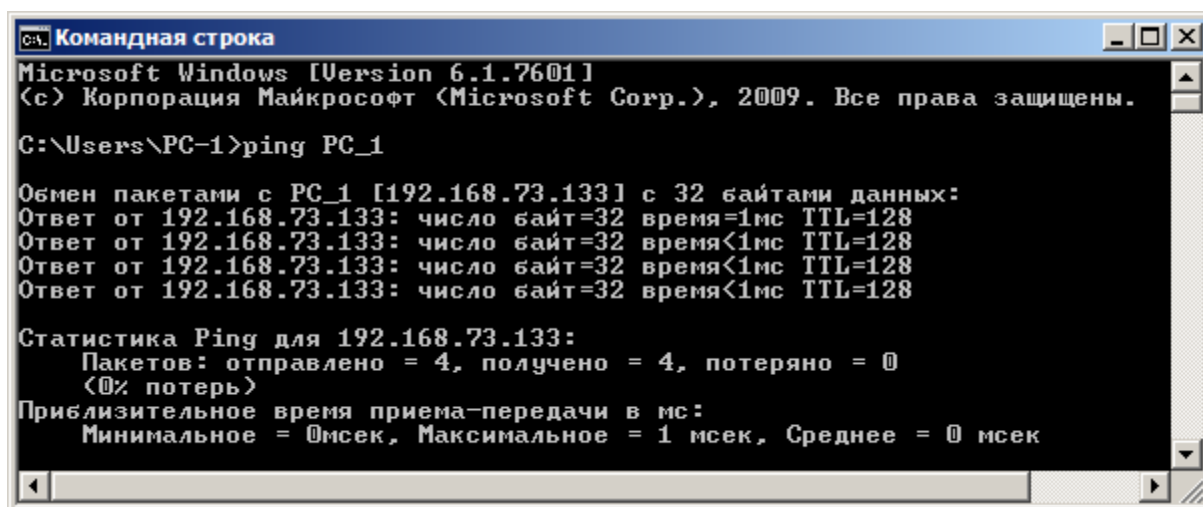 Командная строка
Microsoft Windows [Version 6.1.7601]
(c) Корпорация Майкрософт (Microsoft Corp.), 2009. Все права защищены.
C:\Users\PC-1>ping PC_1
Обмен пакетами с PC_1 [192.168.73.133] с 32 байтами данных:
Ответ от 192.168.73.133: число байт=32 время=1мс TTL=128
Ответ от 192.168.73.133: число байт=32 время<1мс TTL=128
Ответ от 192.168.73.133: число байт=32 время<1мс TTL=128
Ответ от 192.168.73.133: число байт=32 время<1мс TTL=128
Статистика Ping для 192.168.73.133:
Пакетов: отправлено = 4, получено = 4, потеряно = 0
(0% потерь)
Приблизительное время приема-передачи в мс:
Минимальное = 0мсек, Максимальное = 1 мсек, Среднее = 0 мсек